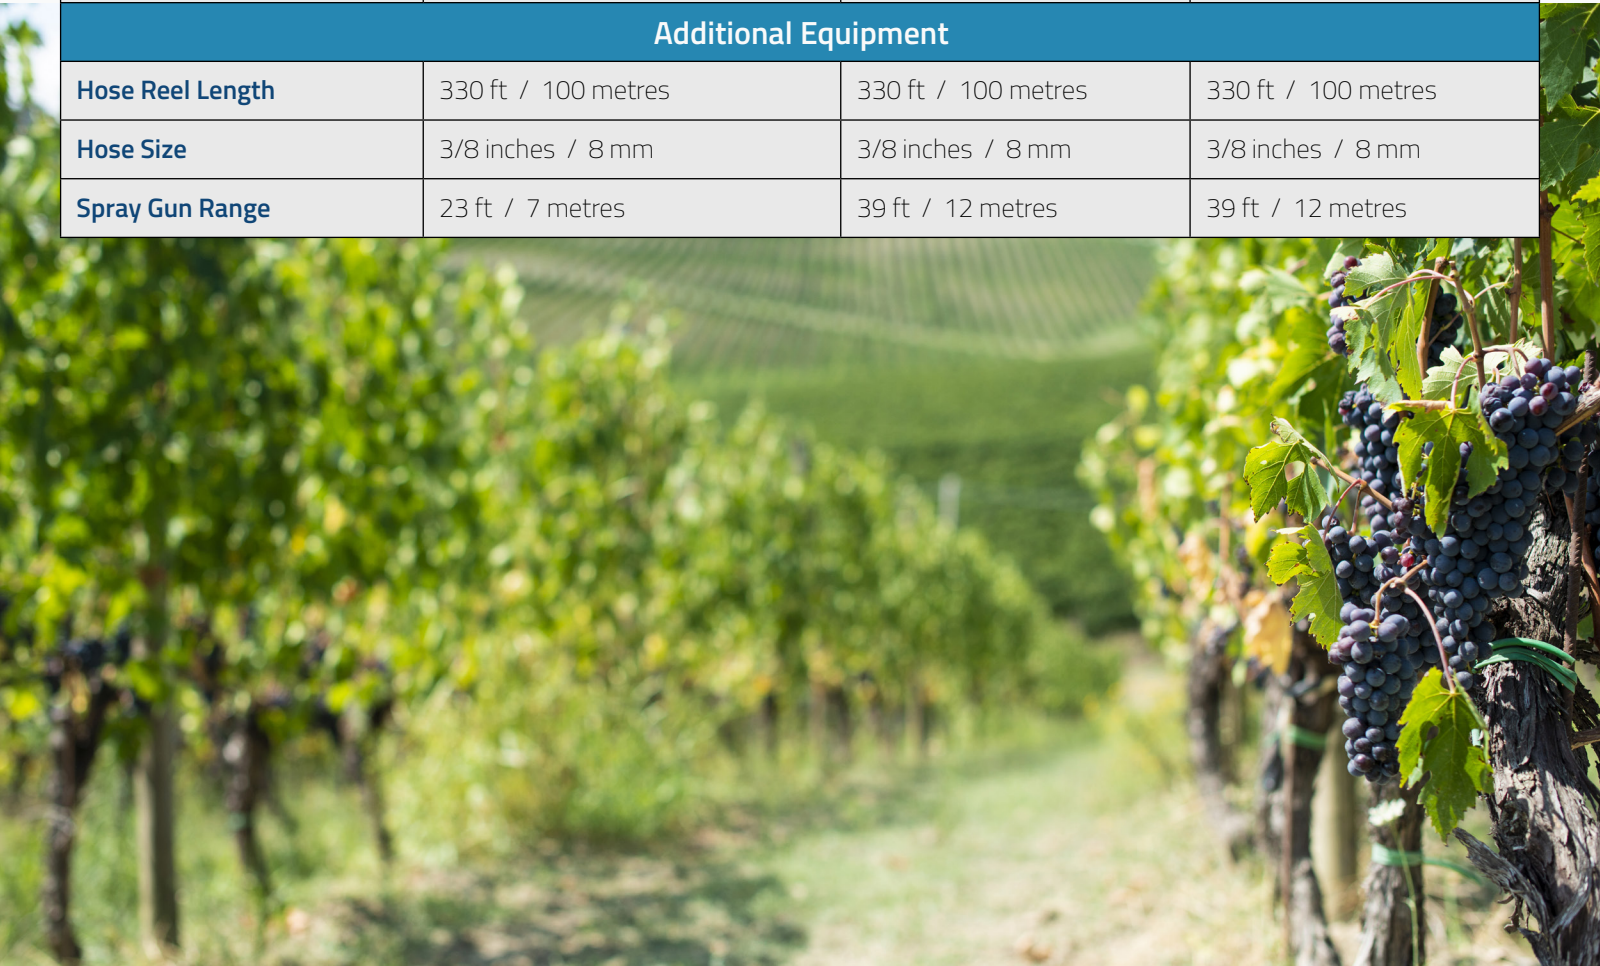 Additional Equipment
Hose Reel Length 330 ft / 100 metres 330 ft / 100 metres 330 ft / 100 metres
Hose Size 3/8 inches / 8 mm 3/8 inches / 8 mm 3/8 inches / 8 mm
Spray Gun Range 23 ft / 7 metres 39 ft / 12 metres 39 ft / 12 metres